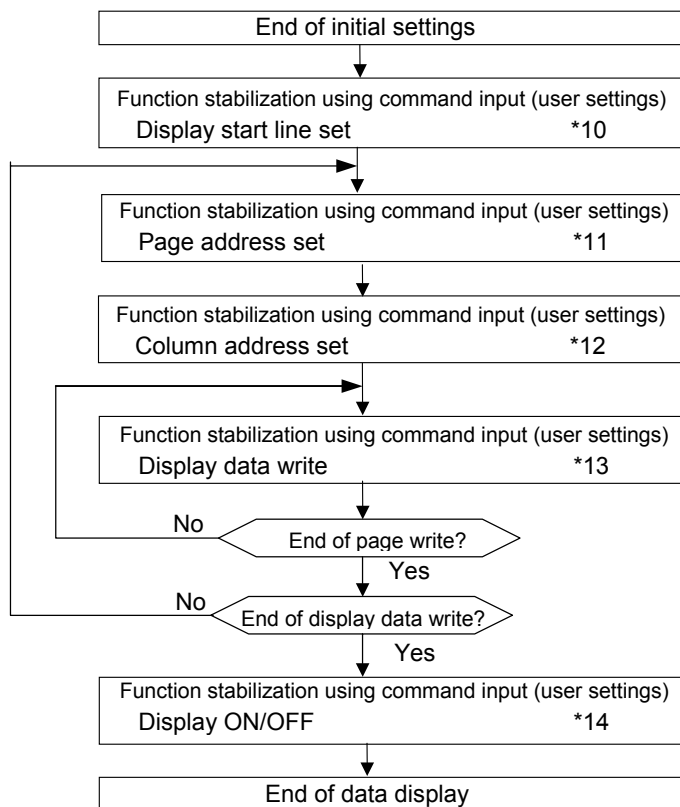 End of initial settings
Function stabilization using command input (user settings)
Display start line set *10
Function stabilization using command input (user settings)
Page address set *11
Function stabilization using command input (user settings)
Column address set *12
Function stabilization using command input (user settings)
Display data write *13
No
End of page write?
Yes
No
End of display data write?
Yes
Function stabilization using command input (user settings)
Display ON/OFF *14
End of data display